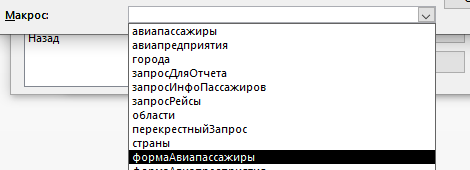 Макрос:
Назад
авиапассажиры
авиапредприятия
города
запросДляОтчета
запросИнфоПассажиров
запросРейсы
области
перекрестныйЗапрос
страны
формаАвиапассажиры